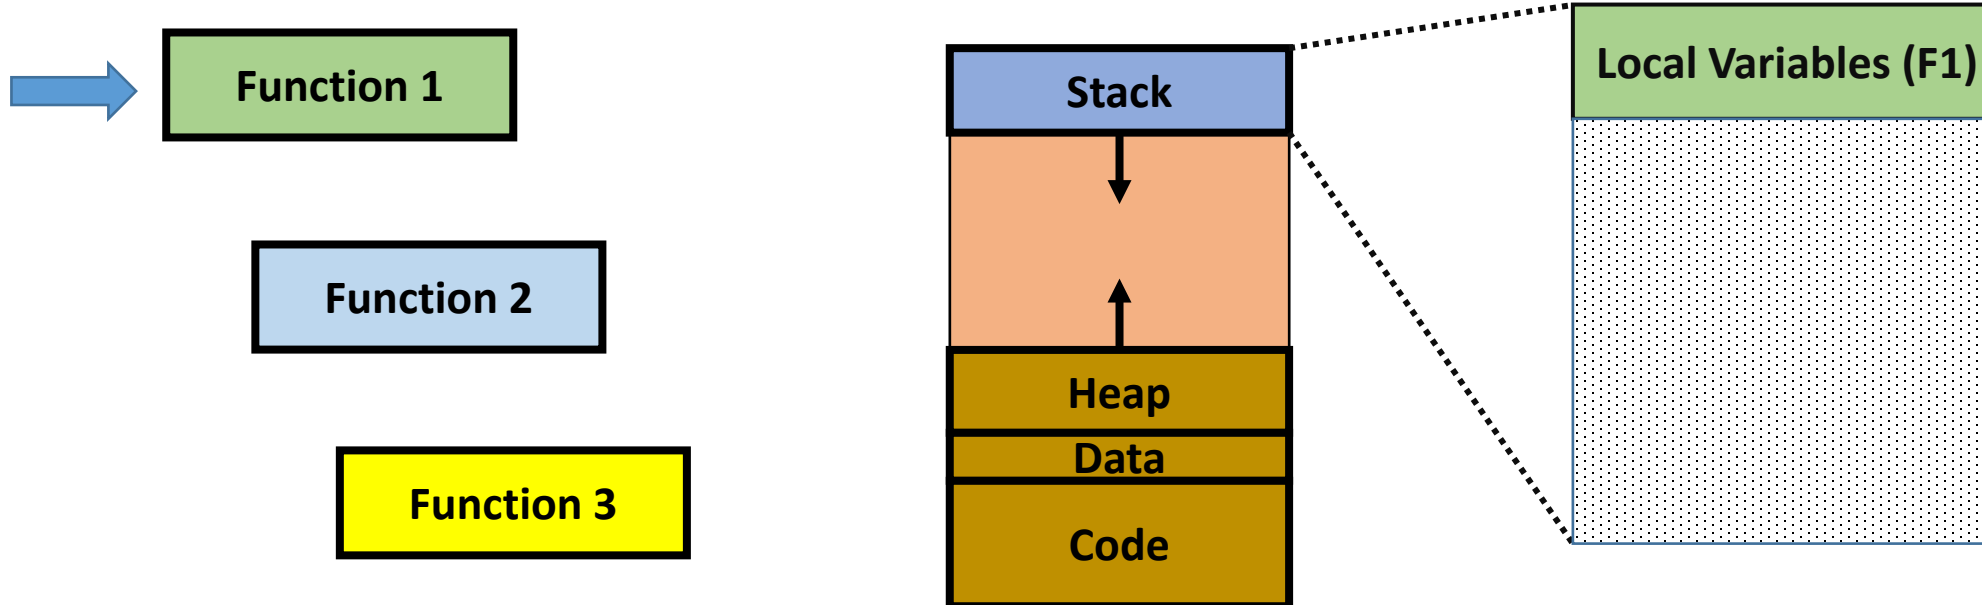 Function 1
Function 2
Function 3
Stack
Heap
Data
Code
Local Variables (F1)